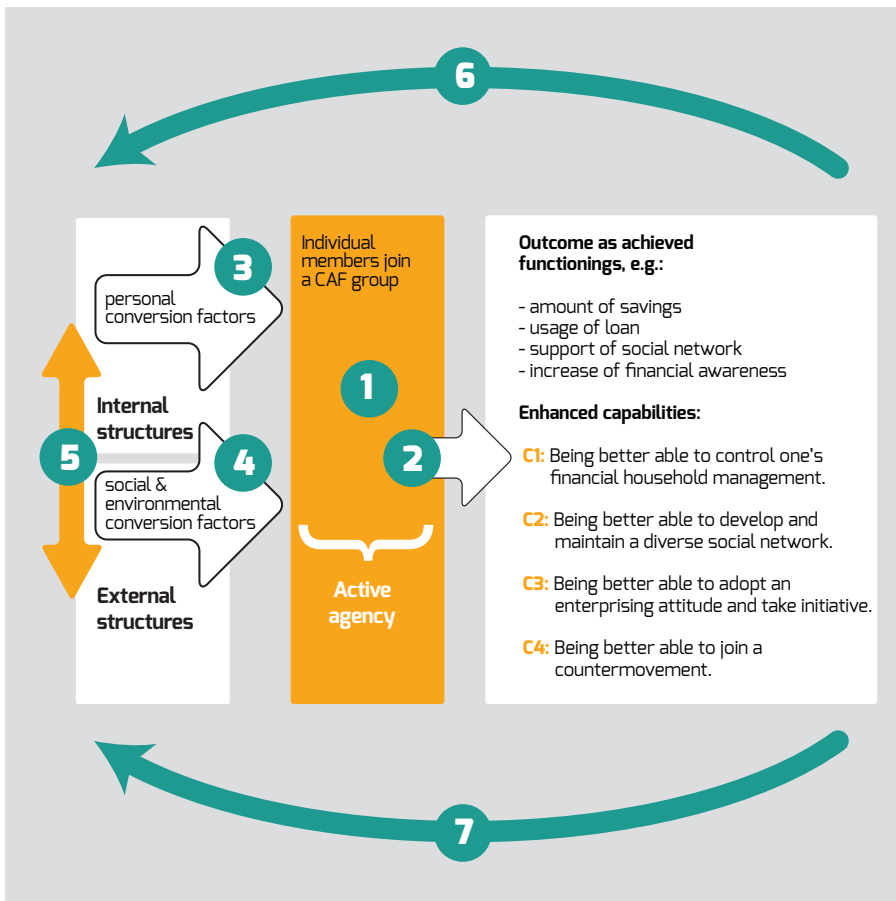 6
3
personal
conversion factors
Internal
structures
5
4
social &
environmental
conversion factors
External
structures
Individual
members join
a CAF group
1
2
Active
agency
Outcome as achieved
functionings, e.g.:
- amount of savings
- usage of loan
- support of social network
- increase of financial awareness
Enhanced capabilities:
C1: Being better able to control one's
financial household management.
C2: Being better able to develop and
maintain a diverse social network.
C3: Being better able to adopt an
enterprising attitude and take initiative.
C4: Being better able to join a
countermovement.
7